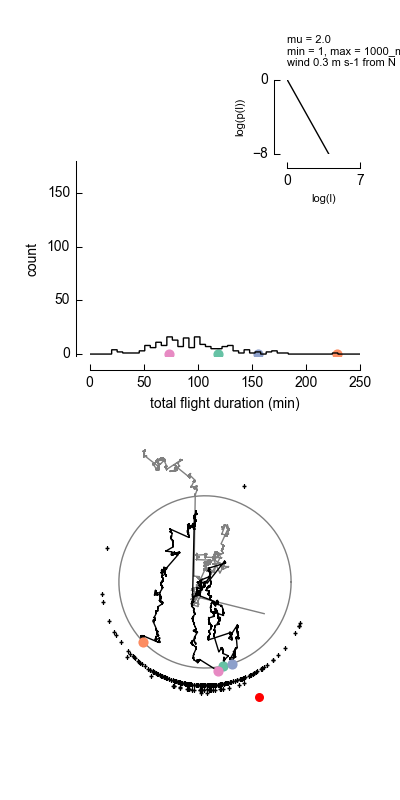 mu = 2.0
min = 1, max = 1000_m
wind 0.3 m s-1 from N
0
log(p(l))
−8
0 7
log(l)
150
100
count
50
0
0 50 100 150 200 250
total flight duration (min)